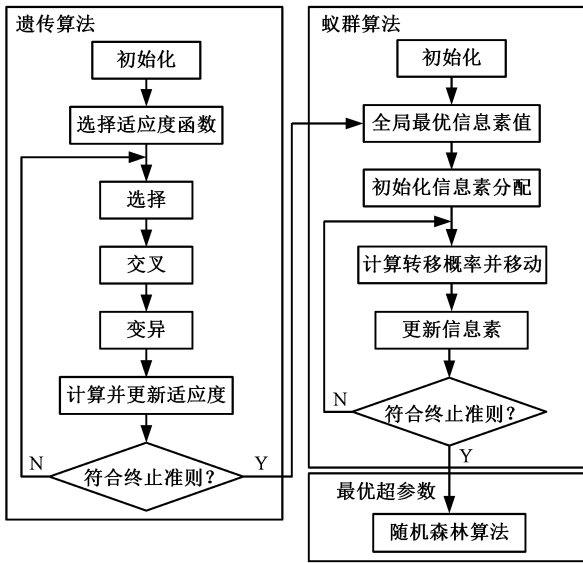 遗传算法
初始化
选择适应度函数
选择
交叉
变异
计算并更新适应度
符合终止准则?
N
Y
蚁群算法
初始化
全局最优信息素值
初始化信息素分配
计算转移概率并移动
更新信息素
符合终止准则?
N
Y
最优超参数
随机森林算法